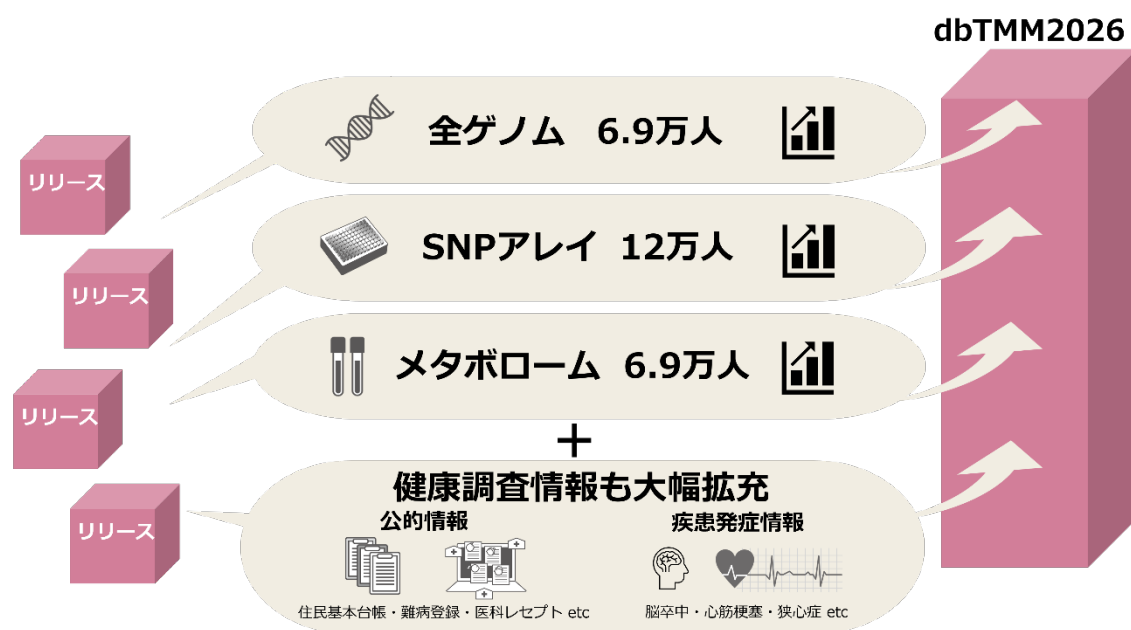 dbTMM2026
全ゲノム 6.9万人
リリース
SNPアレイ 12万人
リリース
メタボローム 6.9万人
リリース
+
健康調査情報も大幅拡充
公的情報
疾患発症情報
リリース
住民基本台帳・難病登録・医科レセプト etc
脳卒中・心筋梗塞・狭心症 etc